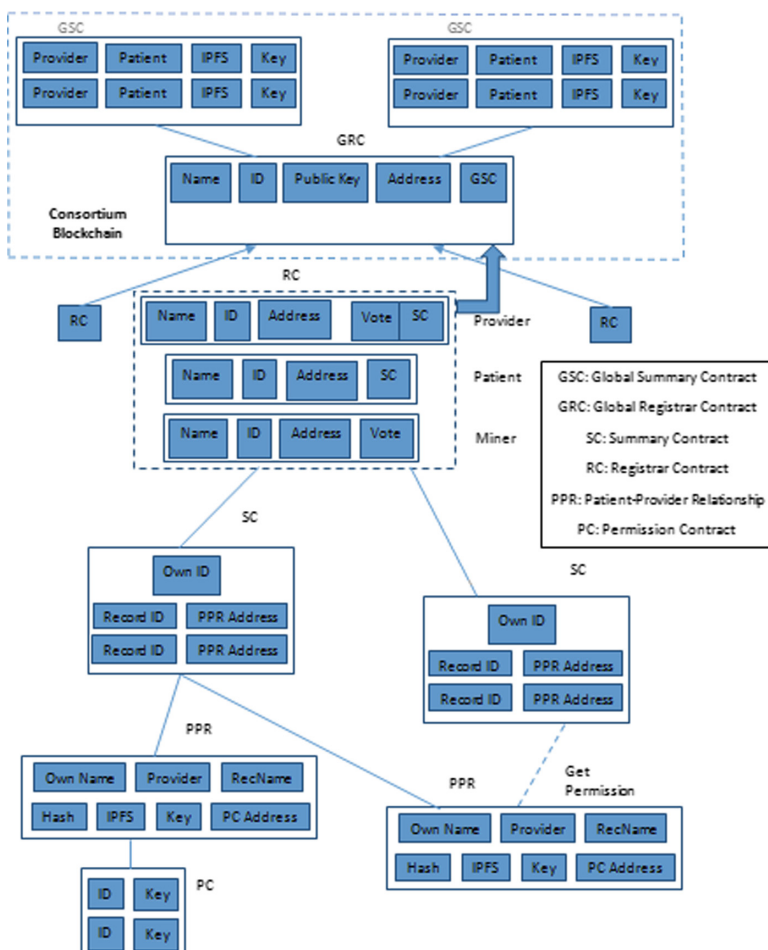 GSC
GSC
Provider Patient IPFS Key
Provider Patient IPFS Key
Provider Patient IPFS Key
Provider Patient IPFS Key
GRC
Name ID Public Key Address GSC
Consortium
Blockchain
RC
RC
Name ID Address Vote SC
Provider
RC
Name ID Address SC
Patient
Name ID Address Vote
Miner
GSC: Global Summary Contract
GRC: Global Registrar Contract
SC: Summary Contract
RC: Registrar Contract
PPR: Patient-Provider Relationship
PC: Permission Contract
SC
Own ID
Record ID PPR Address
Record ID PPR Address
SC
Own ID
Record ID PPR Address
Record ID PPR Address
PPR
Own Name Provider RecName
Hash IPFS Key PC Address
PPR
Get
Permission
Own Name Provider RecName
Hash IPFS Key PC Address
PC
ID Key
ID Key